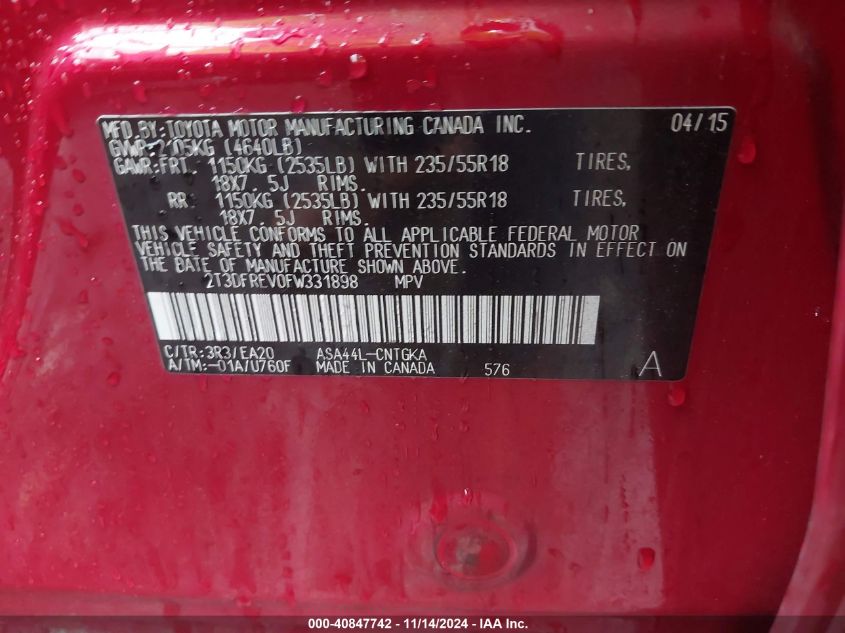 MFD. BY: TOYOTA MOTOR MANUFACTURING CANADA INC. 04/15
GVWR: 2105KG (4640LB)
GAWR: FRT. 1150KG (2535LB) WITH 235/55R18 TIRES,
18X7. 5J RIMS.
RR 1150KG (2535LB) WITH 235/55R18 TIRES,
18X7. 5J RIMS.
THIS VEHICLE CONFORMS TO ALL APPLICABLE FEDERAL MOTOR
VEHICLE SAFETY AND THEFT PREVENTION STANDARDS IN EFFECT ON
THE DATE OF MANUFACTURE SHOWN ABOVE.
2T3DFREV0FW331898 MPV
C/TR: 3R3/EA20 ASA44L-CNTGKA
A/TM: -01A/U760F MADE IN CANADA 576 A
000-40847742 - 11/14/2024 - IAA Inc.